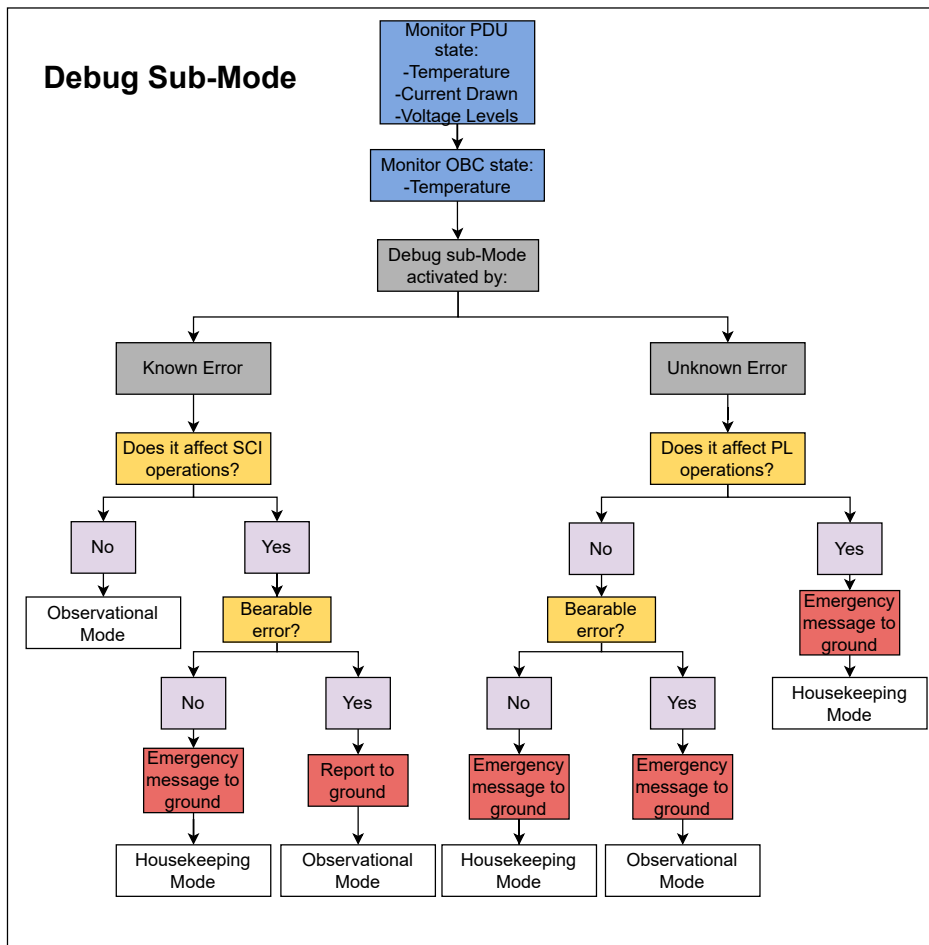 Debug Sub-Mode
Monitor PDU
state:
-Temperature
-Current Drawn
-Voltage Levels
Monitor OBC state:
-Temperature
Debug sub-Mode
activated by:
Known Error
Unknown Error
Does it affect SCI
operations?
Does it affect PL
operations?
No
Yes
No
Yes
Observational
Mode
Bearable
error?
Bearable
error?
Emergency
message to
ground
No
Yes
No
Yes
Housekeeping
Mode
Emergency
message to
ground
Report to
ground
Emergency
message to
ground
Emergency
message to
ground
Housekeeping
Mode
Observational
Mode
Housekeeping
Mode
Observational
Mode